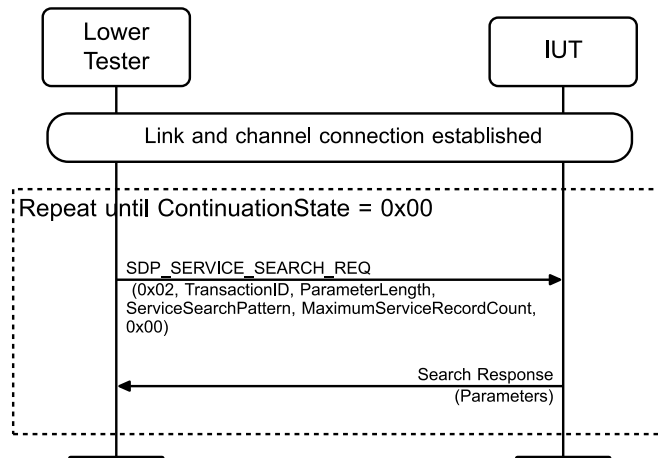 Lower
Tester
IUT
Link and channel connection established
Repeat until ContinuationState = 0x00
SDP_SERVICE_SEARCH_REQ
(0x02, TransactionID, ParameterLength,
ServiceSearchPattern, MaximumServiceRecordCount,
0x00)
Search Response
(Parameters)